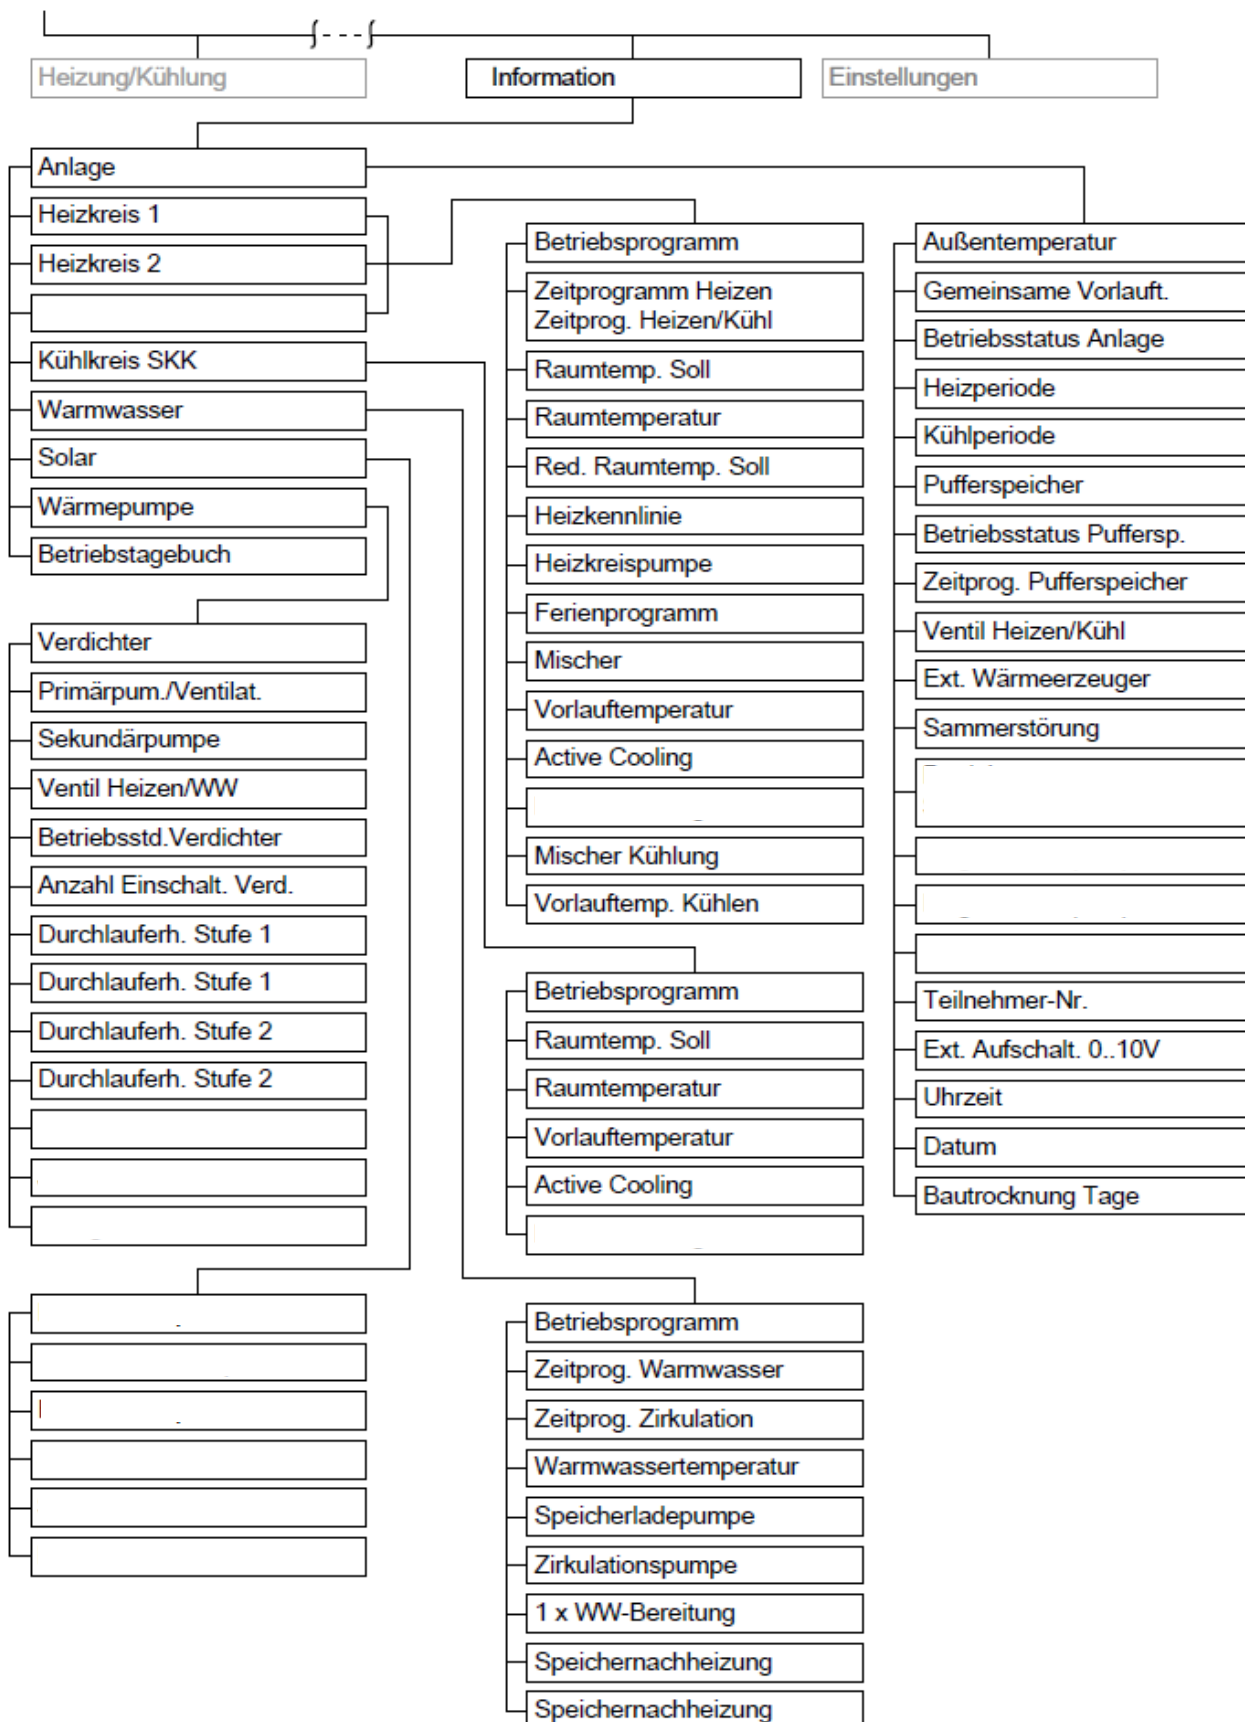 Heizung/Kühlung
Information
Einstellungen
Anlage
Heizkreis 1
Heizkreis 2
Kühlkreis SKK
Warmwasser
Solar
Wärmepumpe
Betriebstagebuch
Verdichter
Primärpum./Ventilat.
Sekundärpumpe
Ventil Heizen/WW
Betriebsstd.Verdichter
Anzahl Einschalt. Verd.
Durchlauferh. Stufe 1
Durchlauferh. Stufe 1
Durchlauferh. Stufe 2
Durchlauferh. Stufe 2
Betriebsprogramm
Zeitprogramm Heizen
Zeitprog. Heizen/Kühl
Raumtemp. Soll
Raumtemperatur
Red. Raumtemp. Soll
Heizkennlinie
Heizkreispumpe
Ferienprogramm
Mischer
Vorlauftemperatur
Active Cooling
Mischer Kühlung
Vorlauftemp. Kühlen
Betriebsprogramm
Raumtemp. Soll
Raumtemperatur
Vorlauftemperatur
Active Cooling
Betriebsprogramm
Zeitprog. Warmwasser
Zeitprog. Zirkulation
Warmwassertemperatur
Speicherladepumpe
Zirkulationspumpe
1 x WW-Bereitung
Speichernachheizung
Speichernachheizung
Außentemperatur
Gemeinsame Vorlauft.
Betriebsstatus Anlage
Heizperiode
Kühlperiode
Pufferspeicher
Betriebsstatus Puffersp.
Zeitprog. Pufferspeicher
Ventil Heizen/Kühl
Ext. Wärmeerzeuger
Sammerstörung
Teilnehmer-Nr.
Ext. Aufschalt. 0..10V
Uhrzeit
Datum
Bautrocknung Tage